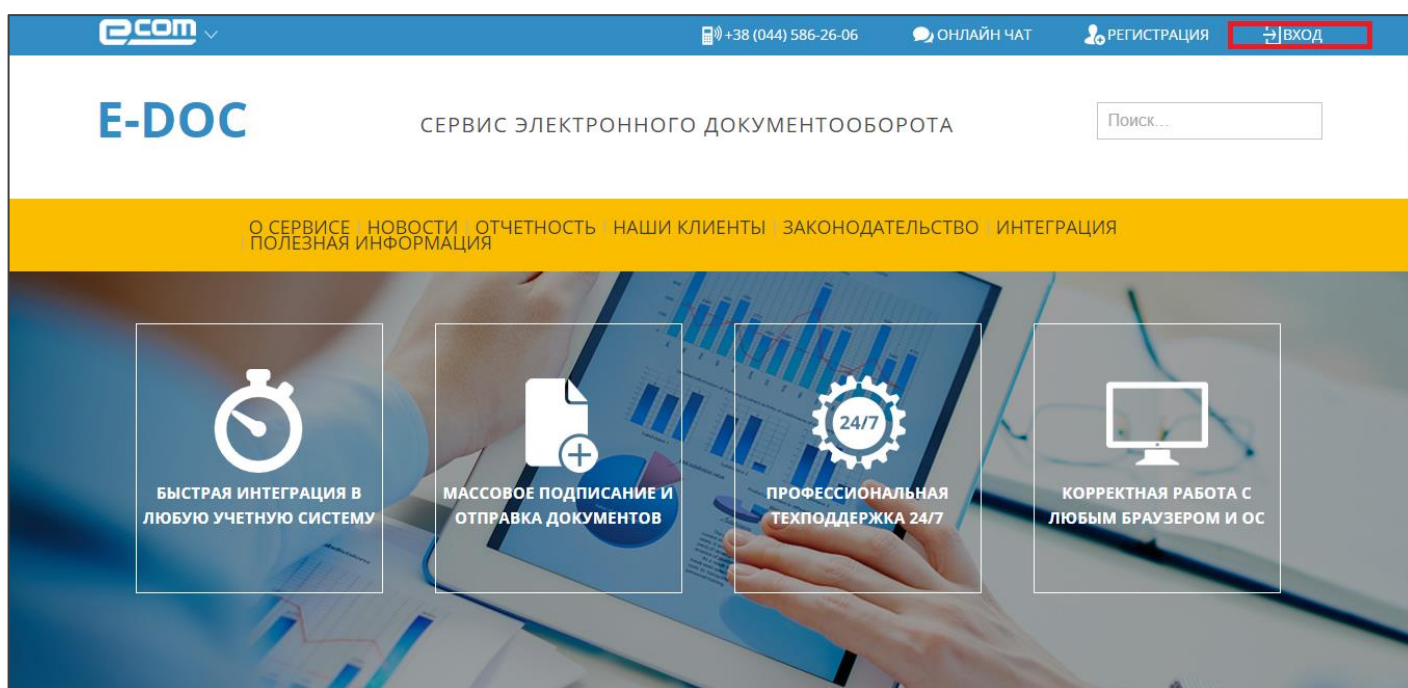 ecom
+38 (044) 586-26-06 ОНЛАЙН ЧАТ РЕГИСТРАЦИЯ ВХОД
E-DOC
СЕРВИС ЭЛЕКТРОННОГО ДОКУМЕНТООБОРОТА
Поиск...
О СЕРВИСЕ НОВОСТИ ОТЧЕТНОСТЬ НАШИ КЛИЕНТЫ ЗАКОНОДАТЕЛЬСТВО ИНТЕГРАЦИЯ
ПОЛЕЗНАЯ ИНФОРМАЦИЯ
БЫСТРАЯ ИНТЕГРАЦИЯ В
ЛЮБУЮ УЧЕТНУЮ СИСТЕМУ
МАССОВОЕ ПОДПИСАНИЕ И
ОТПРАВКА ДОКУМЕНТОВ
24/7
ПРОФЕССИОНАЛЬНАЯ
ТЕХПОДДЕРЖКА 24/7
КОРРЕКТНАЯ РАБОТА С
ЛЮБЫМ БРАУЗЕРОМ И ОС